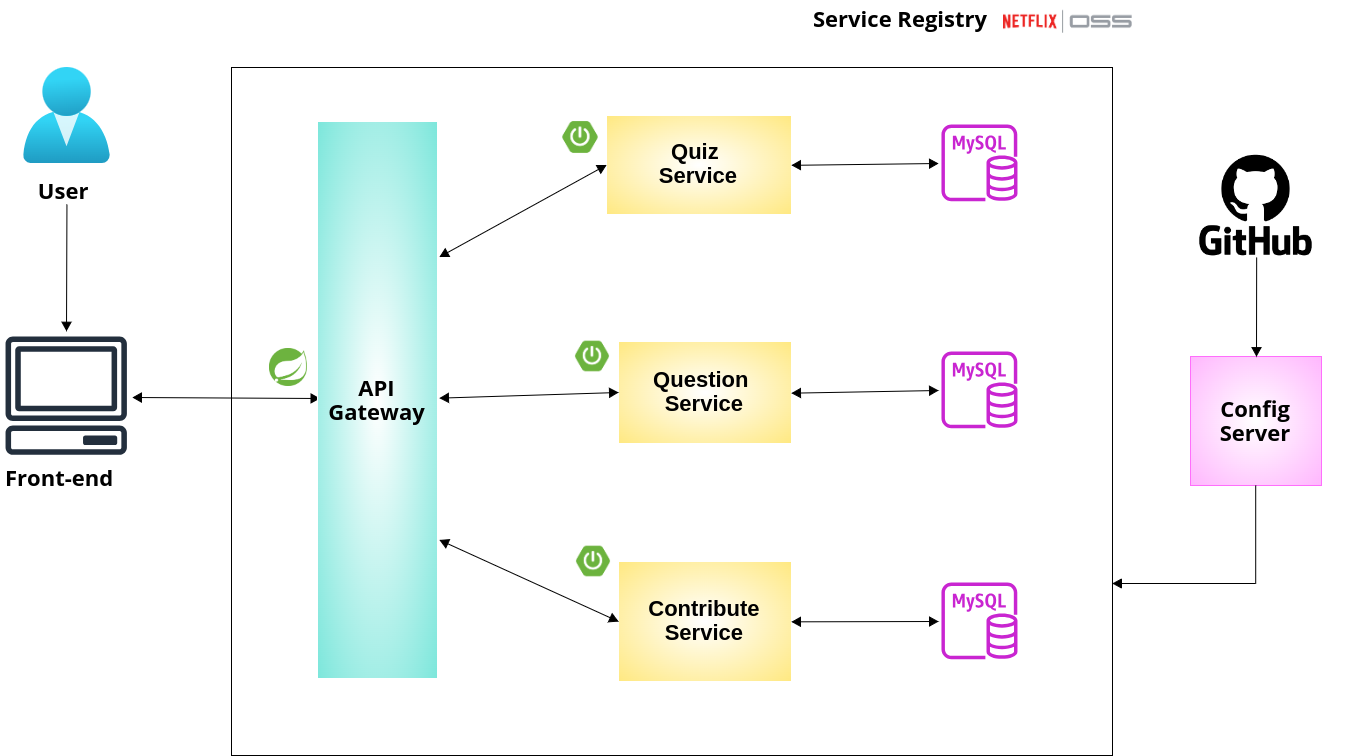 Service Registry NETFLIX OSS
User
Front-end
API
Gateway
Quiz
Service
MySQL
Question
Service
MySQL
Contribute
Service
MySQL
GitHub
Config
Server